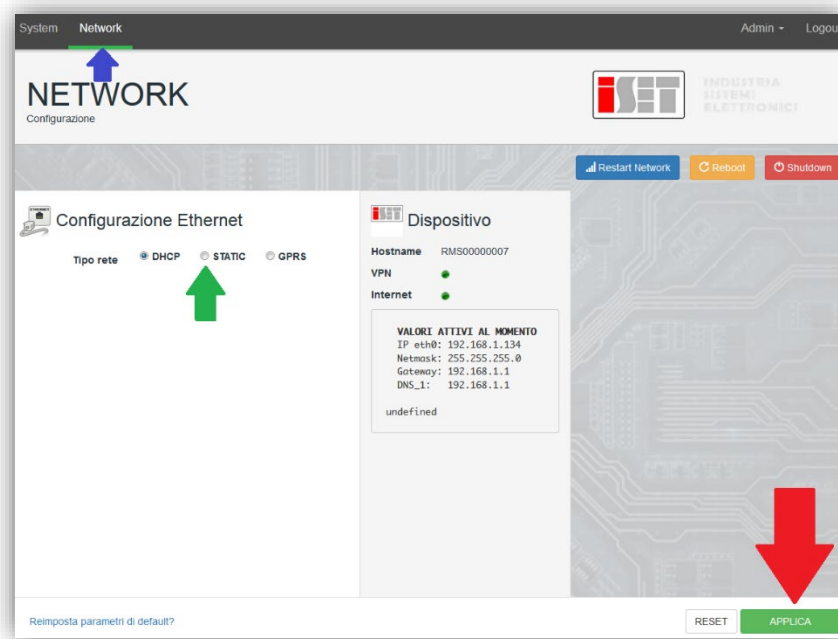 System Network Admin Logou
NETWORK
Configurazione
iSET
INDUSTRIA
SISTEMI
ELETTRONICI
Restart Network Reboot Shutdown
Configurazione Ethernet
Tipo rete DHCP STATIC GPRS
iSET Dispositivo
Hostname RMS00000007
VPN
Internet
VALORI ATTIVI AL MOMENTO
IP eth0: 192.168.1.134
Netmask: 255.255.255.0
Gateway: 192.168.1.1
DNS_1: 192.168.1.1
undefined
Reimposta parametri di default?
RESET APPLICA